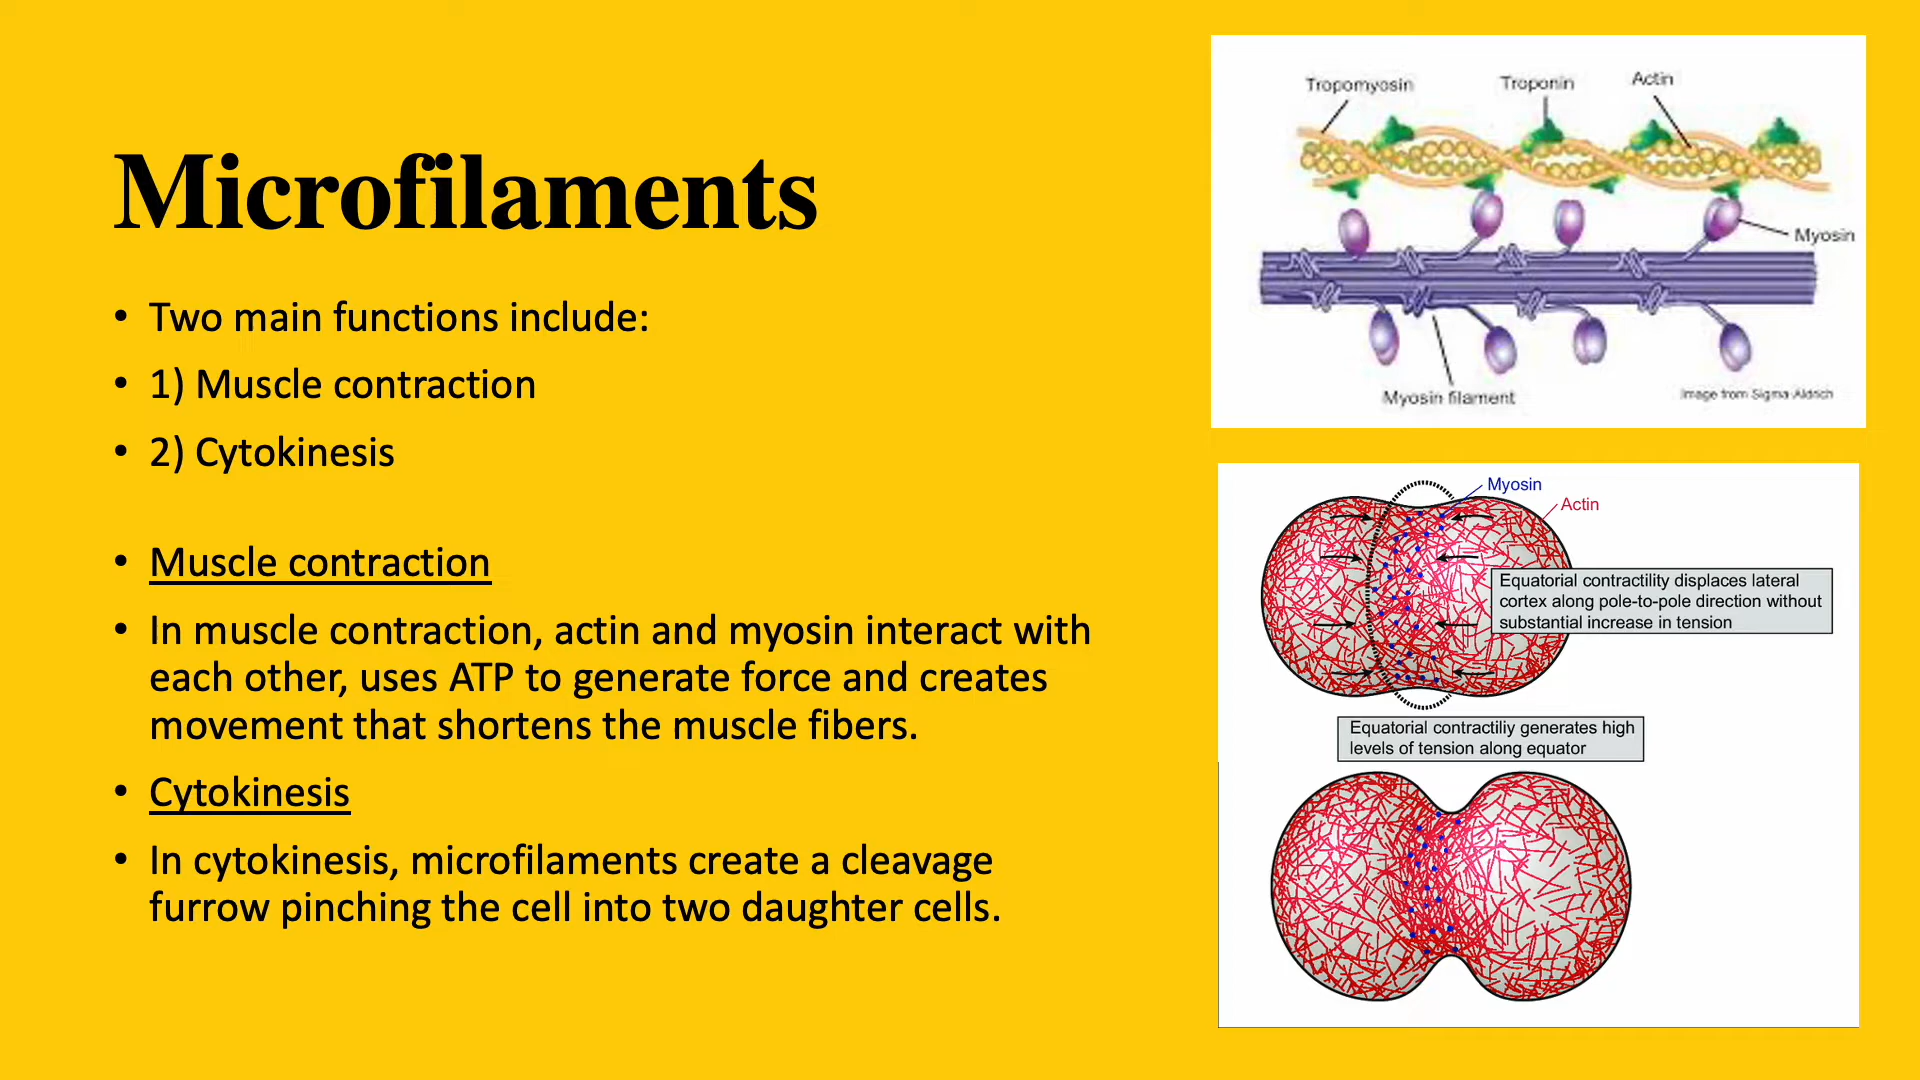 Microfilaments
• Two main functions include:
• 1) Muscle contraction
• 2) Cytokinesis
• Muscle contraction
• In muscle contraction, actin and myosin interact with
each other, uses ATP to generate force and creates
movement that shortens the muscle fibers.
• Cytokinesis
• In cytokinesis, microfilaments create a cleavage
furrow pinching the cell into two daughter cells.
Tropomyosin
Troponin
Actin
Myosin
Myosin filament
Image from Sigma-Aldrich
Myosin
Actin
Equatorial contractility displaces lateral
cortex along pole-to-pole direction without
substantial increase in tension
Equatorial contractiliy generates high
levels of tension along equator